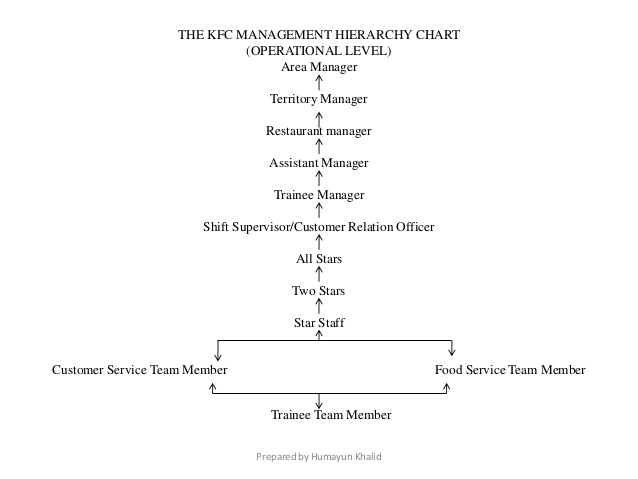 THE KFC MANAGEMENT HIERARCHY CHART
(OPERATIONAL LEVEL)
Area Manager
Territory Manager
Restaurant manager
Assistant Manager
Trainee Manager
Shift Supervisor/Customer Relation Officer
All Stars
Two Stars
Star Staff
Customer Service Team Member
Food Service Team Member
Trainee Team Member
Prepared by Humayun Khalid